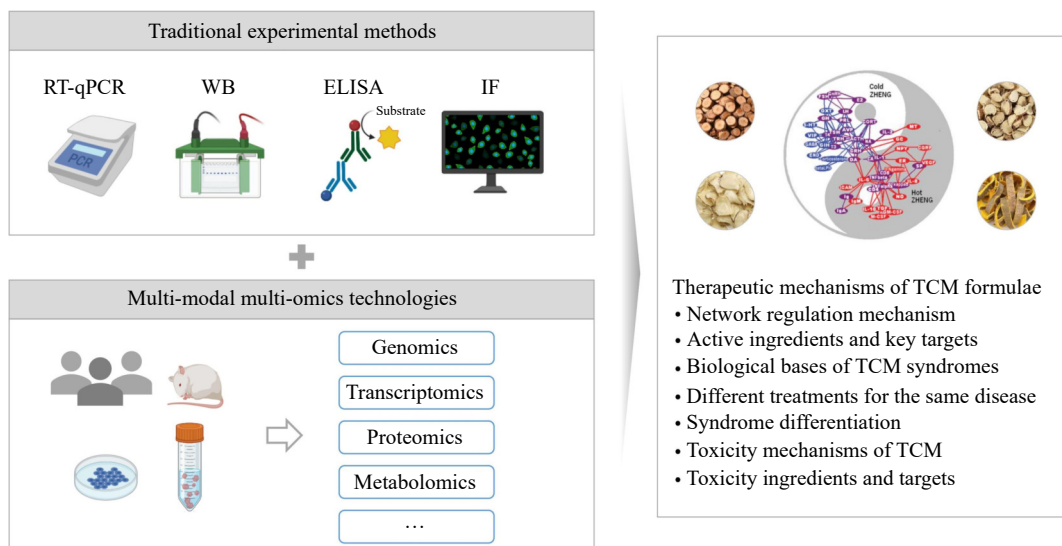 Traditional experimental methods
RT-qPCR
WB
ELISA
IF
Substrate
PCR
+
Multi-modal multi-omics technologies
Genomics
Transcriptomics
Proteomics
Metabolomics
…
Cold
ZHENG
Hot
ZHENG
Therapeutic mechanisms of TCM formulae
• Network regulation mechanism
• Active ingredients and key targets
• Biological bases of TCM syndromes
• Different treatments for the same disease
• Syndrome differentiation
• Toxicity mechanisms of TCM
• Toxicity ingredients and targets